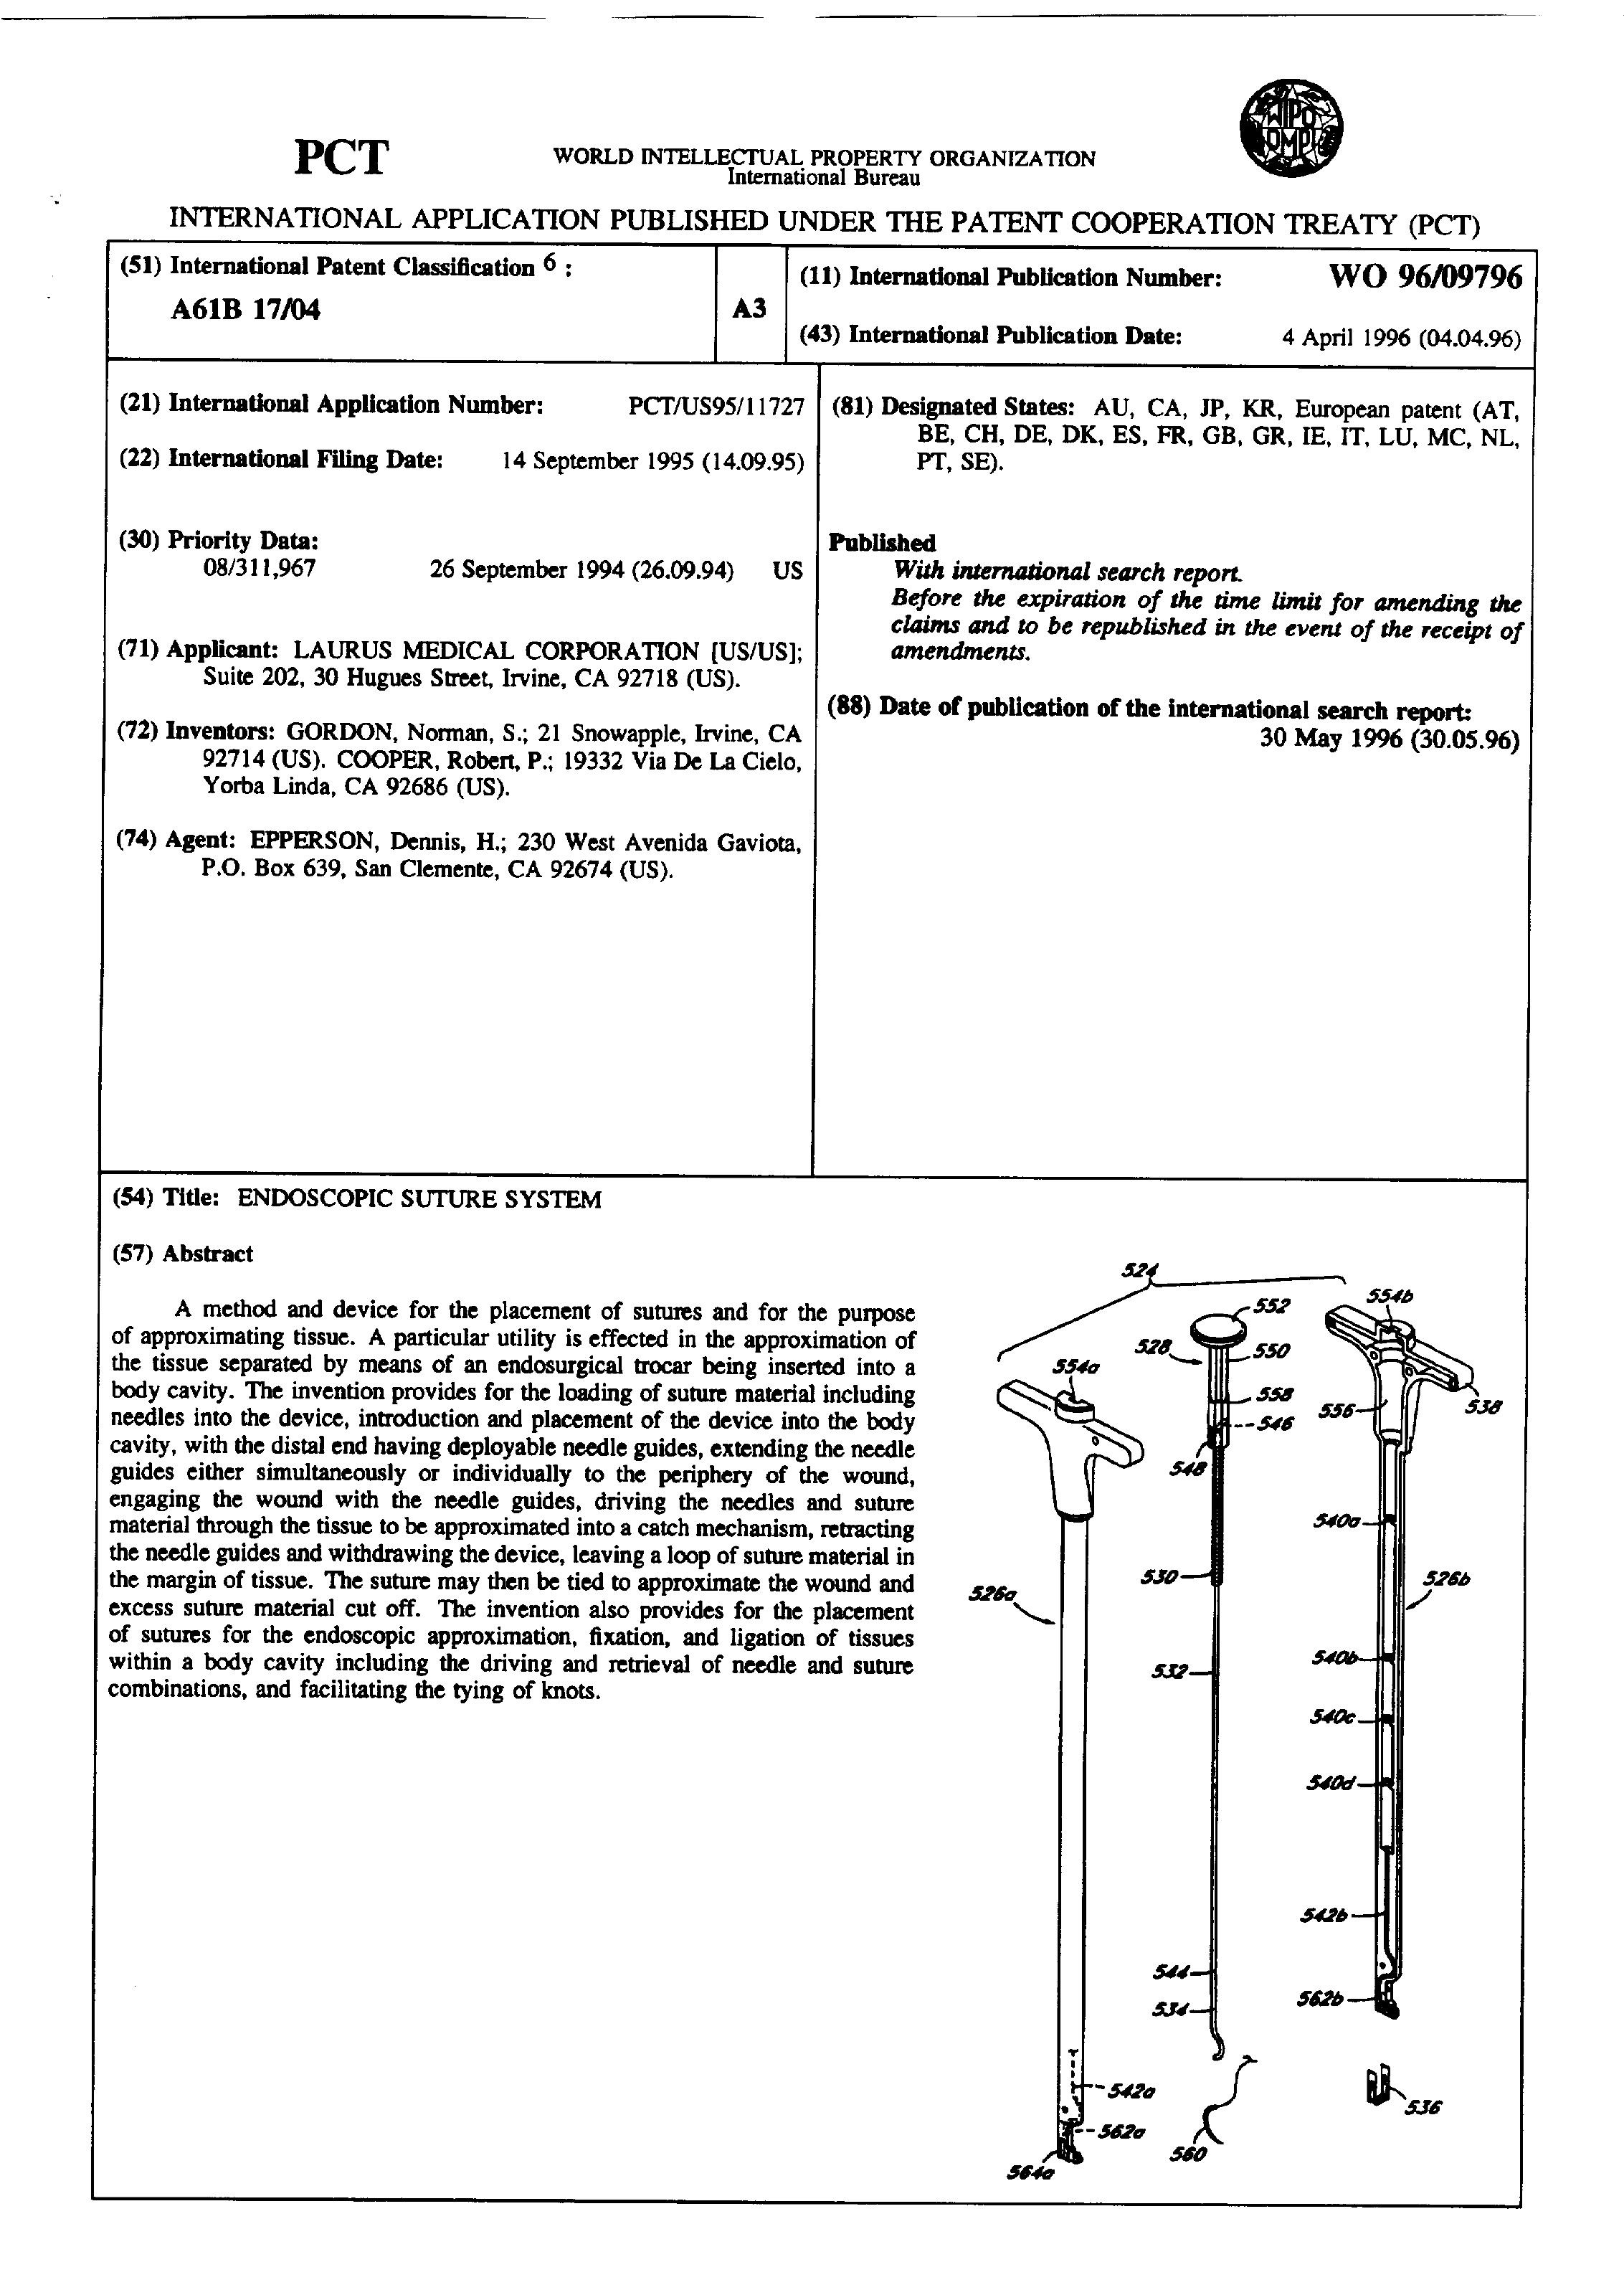 WIPO
OMPI
PCT
WORLD INTELLECTUAL PROPERTY ORGANIZATION
International Bureau
INTERNATIONAL APPLICATION PUBLISHED UNDER THE PATENT COOPERATION TREATY (PCT)
(51) International Patent Classification 6 :
A61B 17/04
A3
(11) International Publication Number: WO 96/09796
(43) International Publication Date: 4 April 1996 (04.04.96)
(21) International Application Number: PCT/US95/11727
(22) International Filing Date: 14 September 1995 (14.09.95)
(30) Priority Data:
08/311,967 26 September 1994 (26.09.94) US
(71) Applicant: LAURUS MEDICAL CORPORATION [US/US];
Suite 202, 30 Hugues Street, Irvine, CA 92718 (US).
(72) Inventors: GORDON, Norman, S.; 21 Snowapple, Irvine, CA
92714 (US). COOPER, Robert, P.; 19332 Via De La Cielo,
Yorba Linda, CA 92686 (US).
(74) Agent: EPPERSON, Dennis, H.; 230 West Avenida Gaviota,
P.O. Box 639, San Clemente, CA 92674 (US).
(81) Designated States: AU, CA, JP, KR, European patent (AT,
BE, CH, DE, DK, ES, FR, GB, GR, IE, IT, LU, MC, NL,
PT, SE).
Published
With international search report.
Before the expiration of the time limit for amending the
claims and to be republished in the event of the receipt of
amendments.
(88) Date of publication of the international search report:
30 May 1996 (30.05.96)
(54) Title: ENDOSCOPIC SUTURE SYSTEM
(57) Abstract
A method and device for the placement of sutures and for the purpose
of approximating tissue. A particular utility is effected in the approximation of
the tissue separated by means of an endosurgical trocar being inserted into a
body cavity. The invention provides for the loading of suture material including
needles into the device, introduction and placement of the device into the body
cavity, with the distal end having deployable needle guides, extending the needle
guides either simultaneously or individually to the periphery of the wound,
engaging the wound with the needle guides, driving the needles and suture
material through the tissue to be approximated into a catch mechanism, retracting
the needle guides and withdrawing the device, leaving a loop of suture material in
the margin of tissue. The suture may then be tied to approximate the wound and
excess suture material cut off. The invention also provides for the placement
of sutures for the endoscopic approximation, fixation, and ligation of tissues
within a body cavity including the driving and retrieval of needle and suture
combinations, and facilitating the tying of knots.
524
554b
552
528
550
554a
558
538
556
546
548
540a
530
526b
526a
540b
532
540c
540d
542b
544
562b
534
542a
536
562a
560
564a